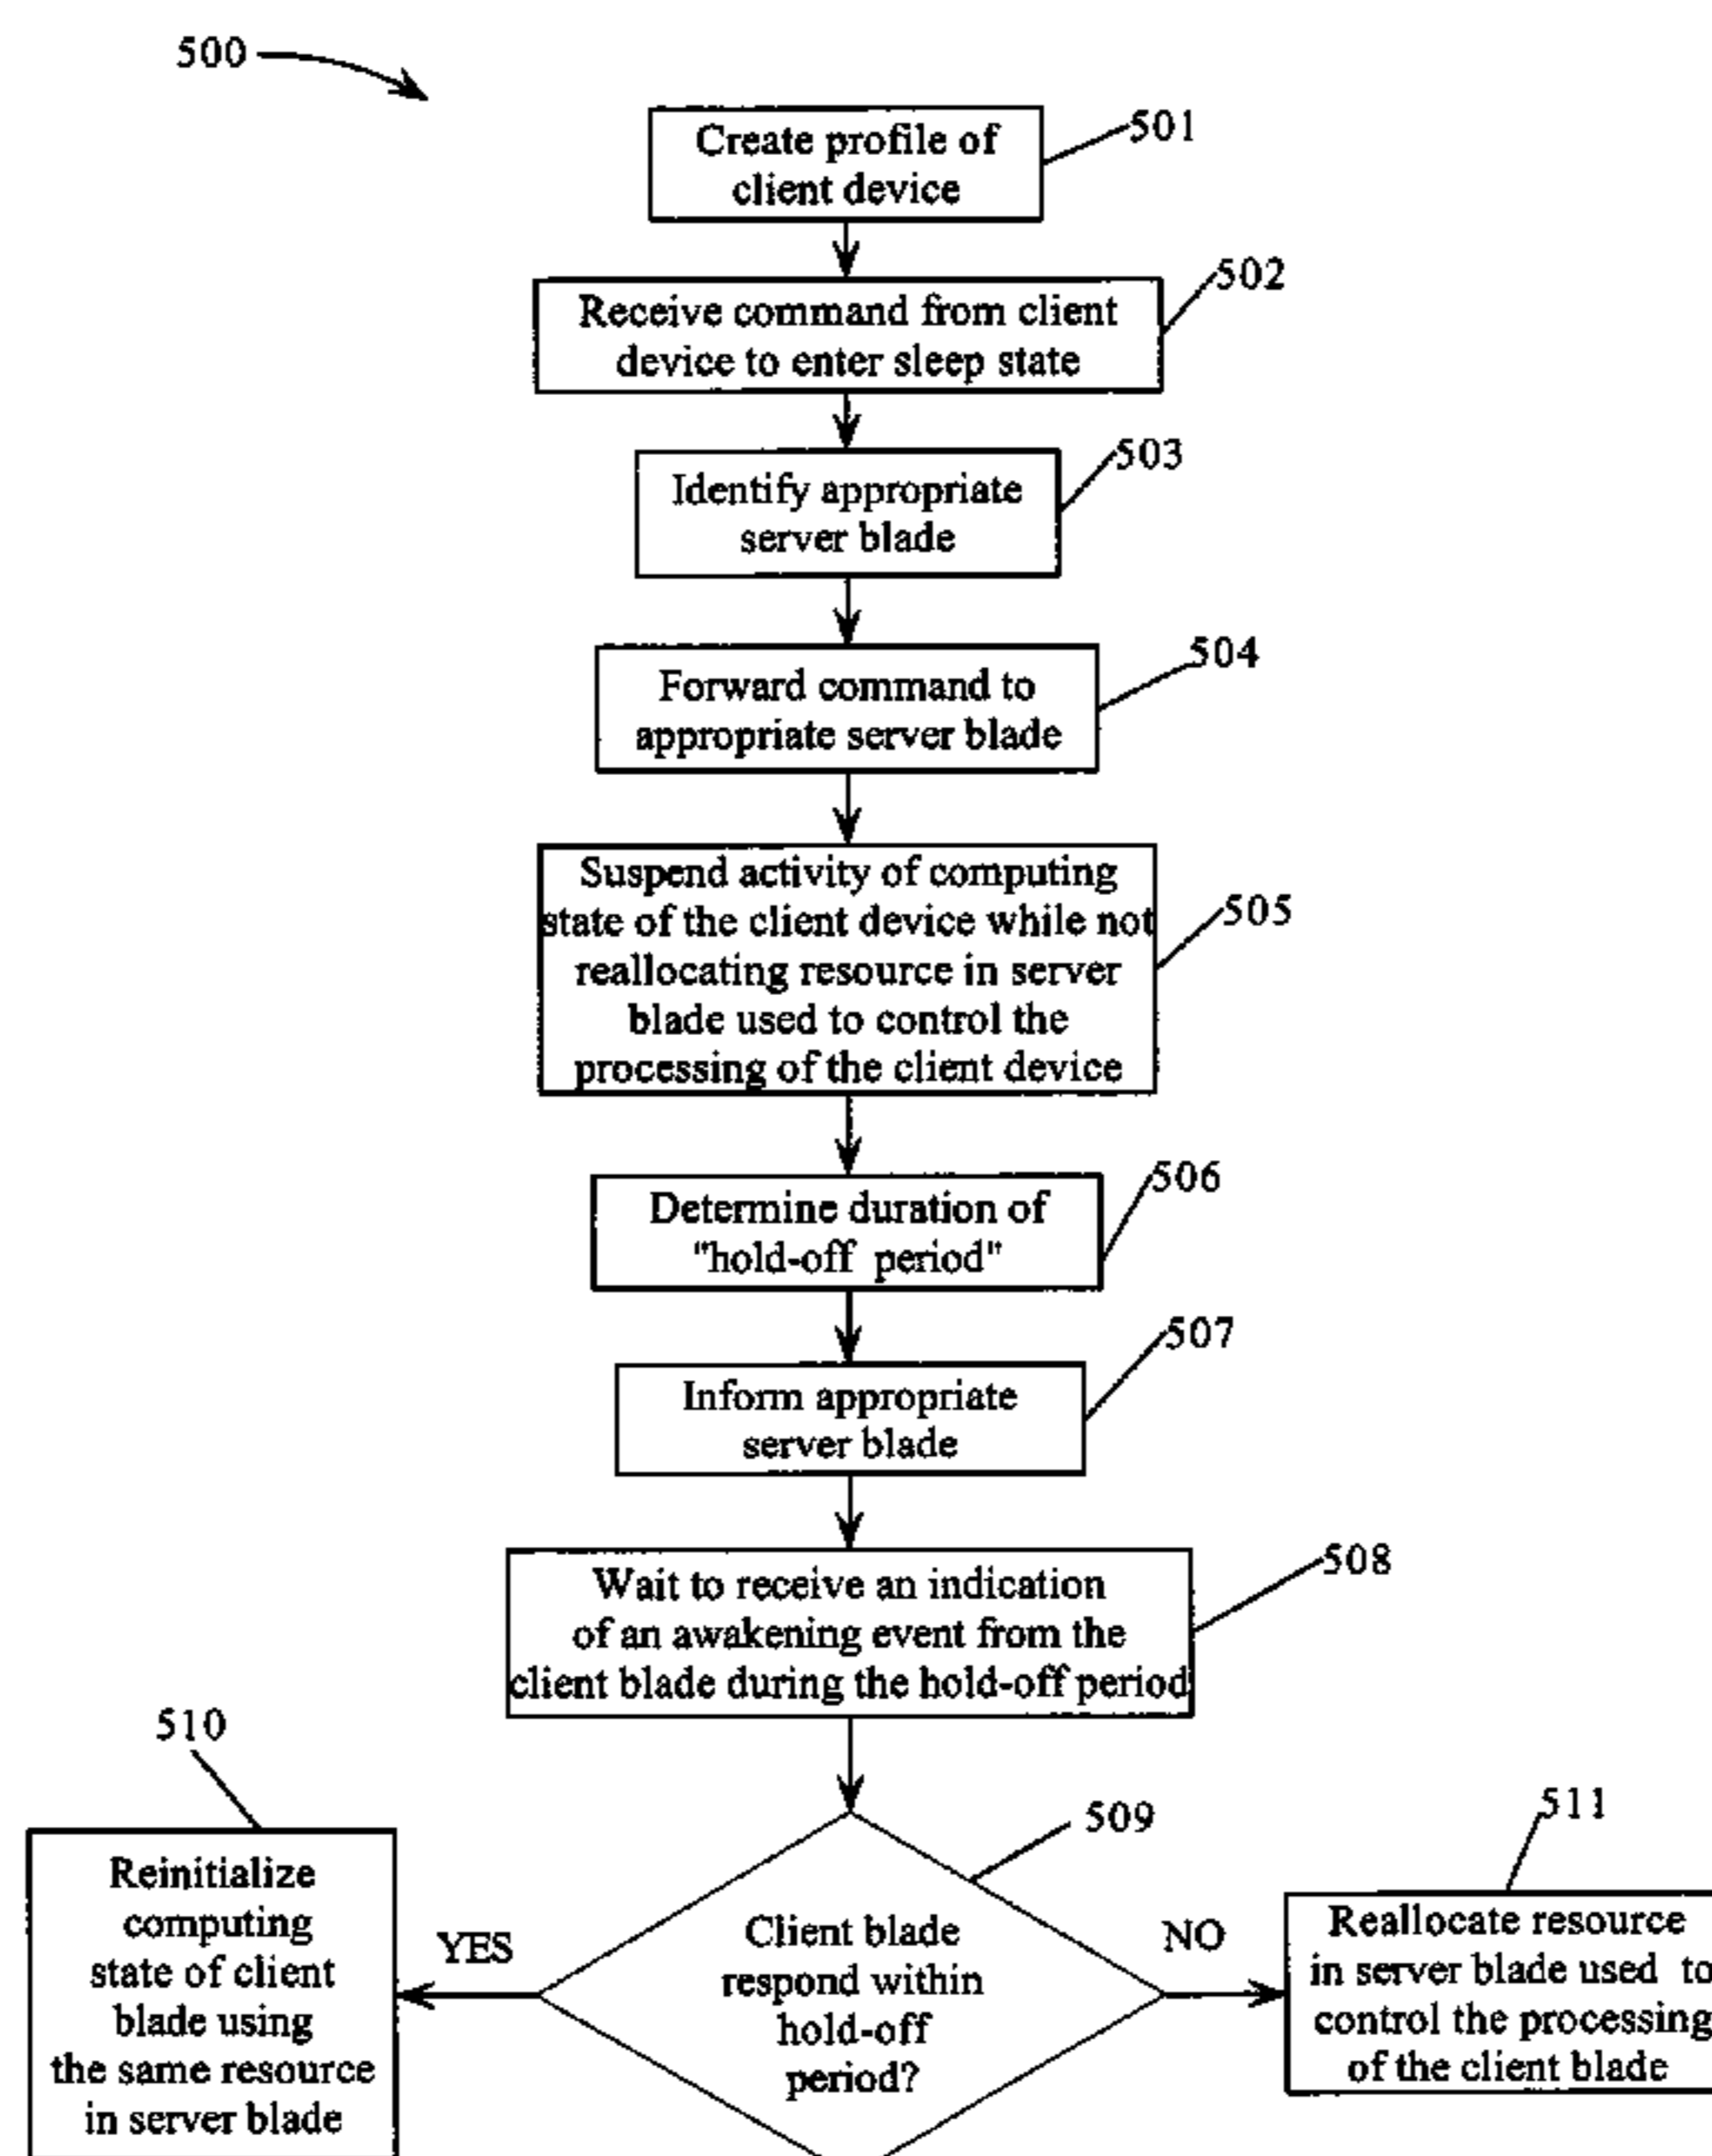 500
Create profile of
client device
501
Receive command from client
device to enter sleep state
502
Identify appropriate
server blade
503
Forward command to
appropriate server blade
504
Suspend activity of computing
state of the client device while not
reallocating resource in server
blade used to control the
processing of the client device
505
Determine duration of
"hold-off period"
506
Inform appropriate
server blade
507
Wait to receive an indication
of an awakening event from the
client blade during the hold-off period
508
509
Client blade
respond within
hold-off
period?
YES
510
Reinitialize
computing
state of client
blade using
the same resource
in server blade
NO
511
Reallocate resource
in server blade used to
control the processing
of the client blade